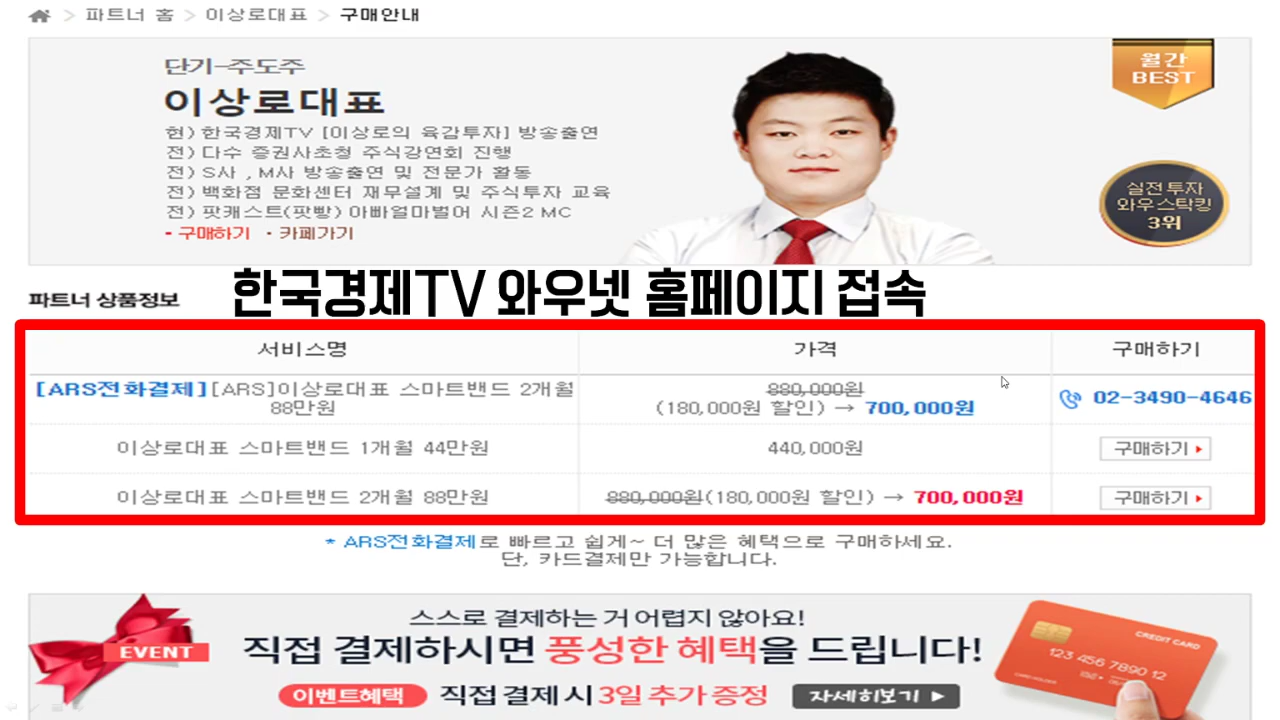 파트너 홈 > 이상로대표 > 구매안내
단기-주도주
이상로대표
현) 한국경제TV [이상로의 육감투자] 방송출연
전) 다수 증권사초청 주식강연회 진행
전) S사 , M사 방송출연 및 전문가 활동
전) 백화점 문화센터 재무설계 및 주식투자 교육
전) 팟캐스트(팟빵) 아빠얼마벌어 시즌2 MC
- 구매하기 · 카페가기
월간
BEST
실전투자
와우스탁킹
3위
파트너 상품정보
한국경제TV 와우넷 홈페이지 접속
서비스명 가격 구매하기
[ARS전화결제][ARS]이상로대표 스마트밴드 2개월
88만원
880,000원
(180,000원 할인) → 700,000원
02-3490-4646
이상로대표 스마트밴드 1개월 44만원 440,000원 구매하기
이상로대표 스마트밴드 2개월 88만원 880,000원(180,000원 할인) → 700,000원 구매하기
* ARS전화결제로 빠르고 쉽게~ 더 많은 혜택으로 구매하세요.
단, 카드결제만 가능합니다.
EVENT
스스로 결제하는 거 어렵지 않아요!
직접 결제하시면 풍성한 혜택을 드립니다!
이벤트혜택 직접 결제 시 3일 추가 증정 자세히보기 ▶
CREDIT CARD
123 456 7890 12